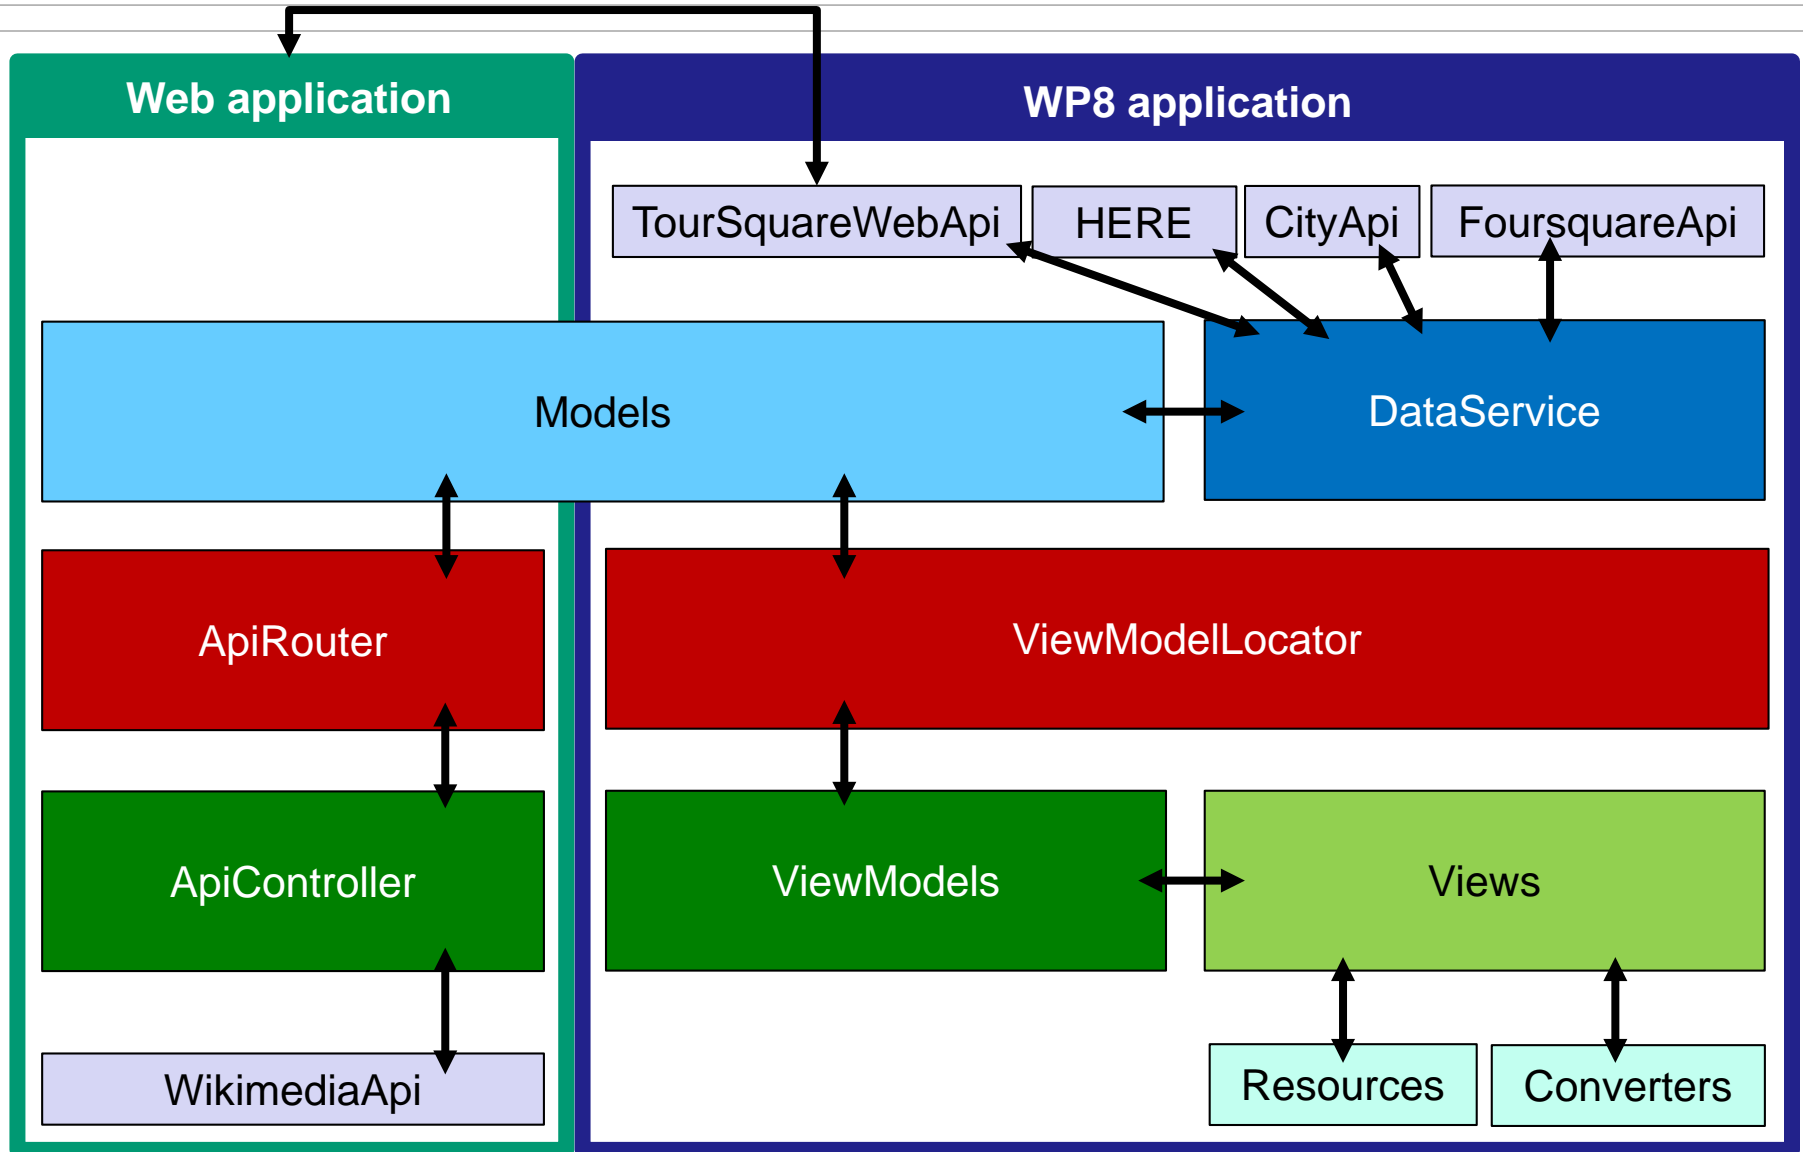 Web application
WP8 application
TourSquareWebApi
HERE
CityApi
FoursquareApi
Models
DataService
ApiRouter
ViewModelLocator
ApiController
ViewModels
Views
WikimediaApi
Resources
Converters